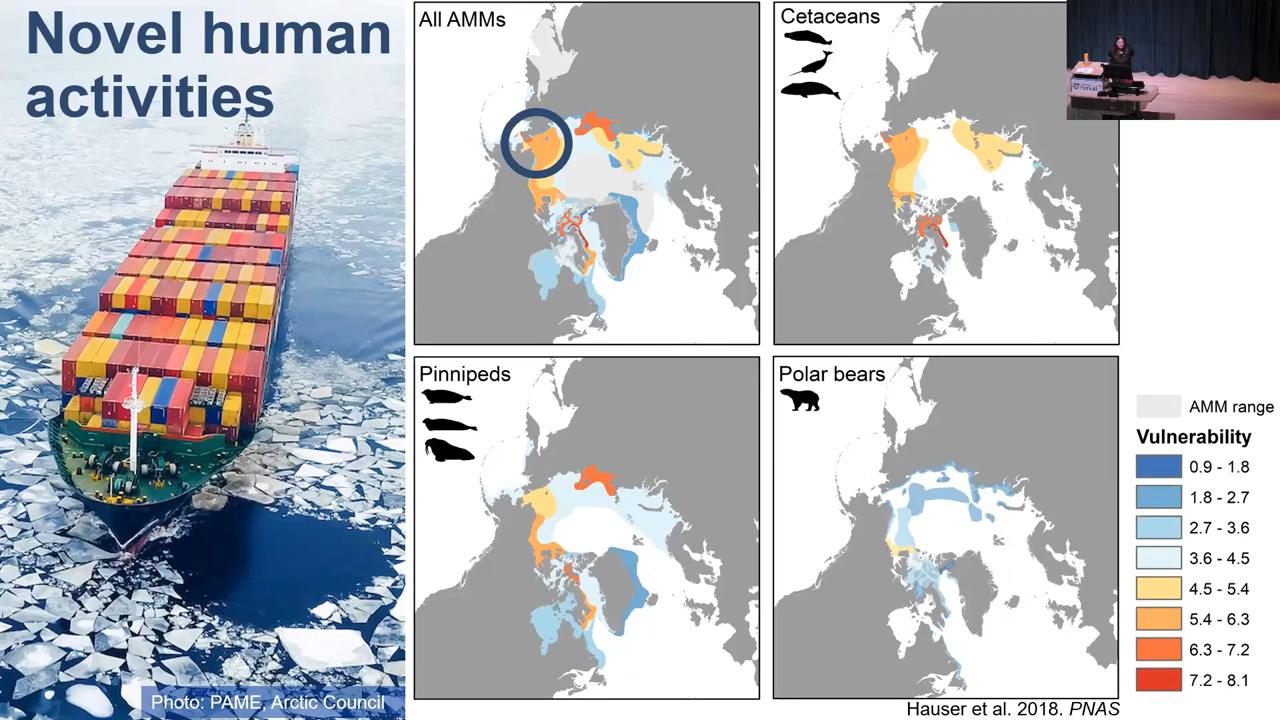 Novel human
activities
Photo: PAME, Arctic Council
All AMMs
Cetaceans
Pinnipeds
Polar bears
AMM range
Vulnerability
0.9 - 1.8
1.8 - 2.7
2.7 - 3.6
3.6 - 4.5
4.5 - 5.4
5.4 - 6.3
6.3 - 7.2
7.2 - 8.1
Hauser et al. 2018. PNAS